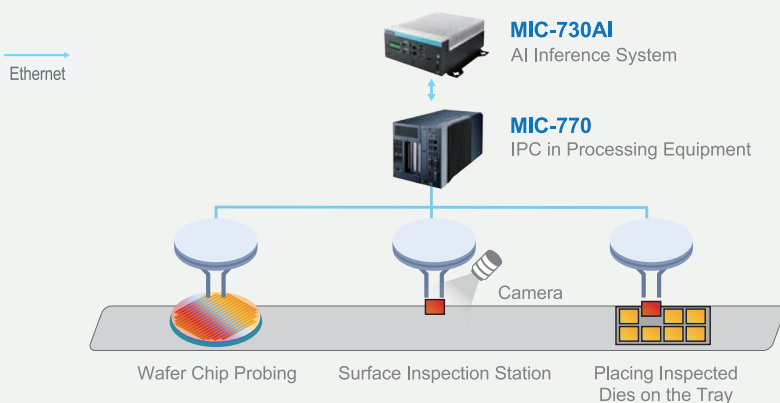 MIC-730AI
AI Inference System
Ethernet
MIC-770
IPC in Processing Equipment
Camera
Wafer Chip Probing
Surface Inspection Station
Placing Inspected
Dies on the Tray